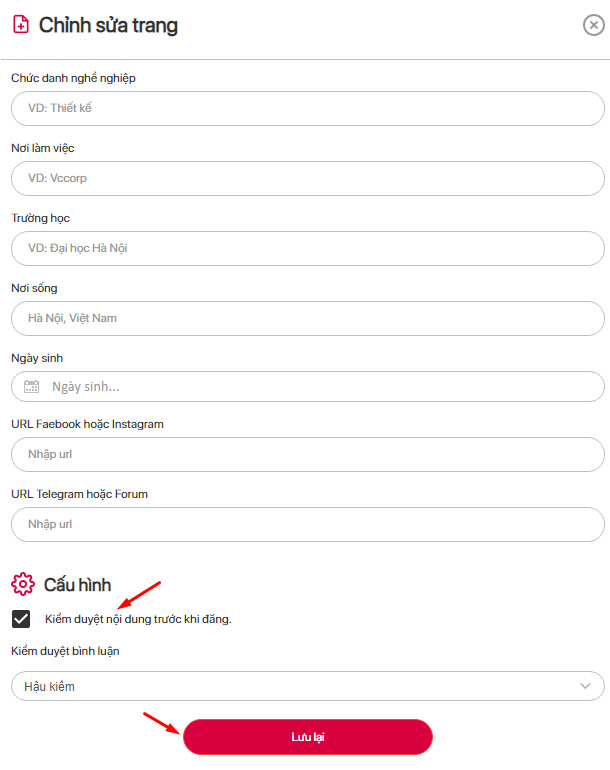 Chỉnh sửa trang
Chức danh nghề nghiệp
VD: Thiết kế
Nơi làm việc
VD: Vccorp
Trường học
VD: Đại học Hà Nội
Nơi sống
Hà Nội, Việt Nam
Ngày sinh
Ngày sinh...
URL Faebook hoặc Instagram
Nhập url
URL Telegram hoặc Forum
Nhập url
Cấu hình
Kiểm duyệt nội dung trước khi đăng.
Kiểm duyệt bình luận
Hậu kiểm
Lưu lại